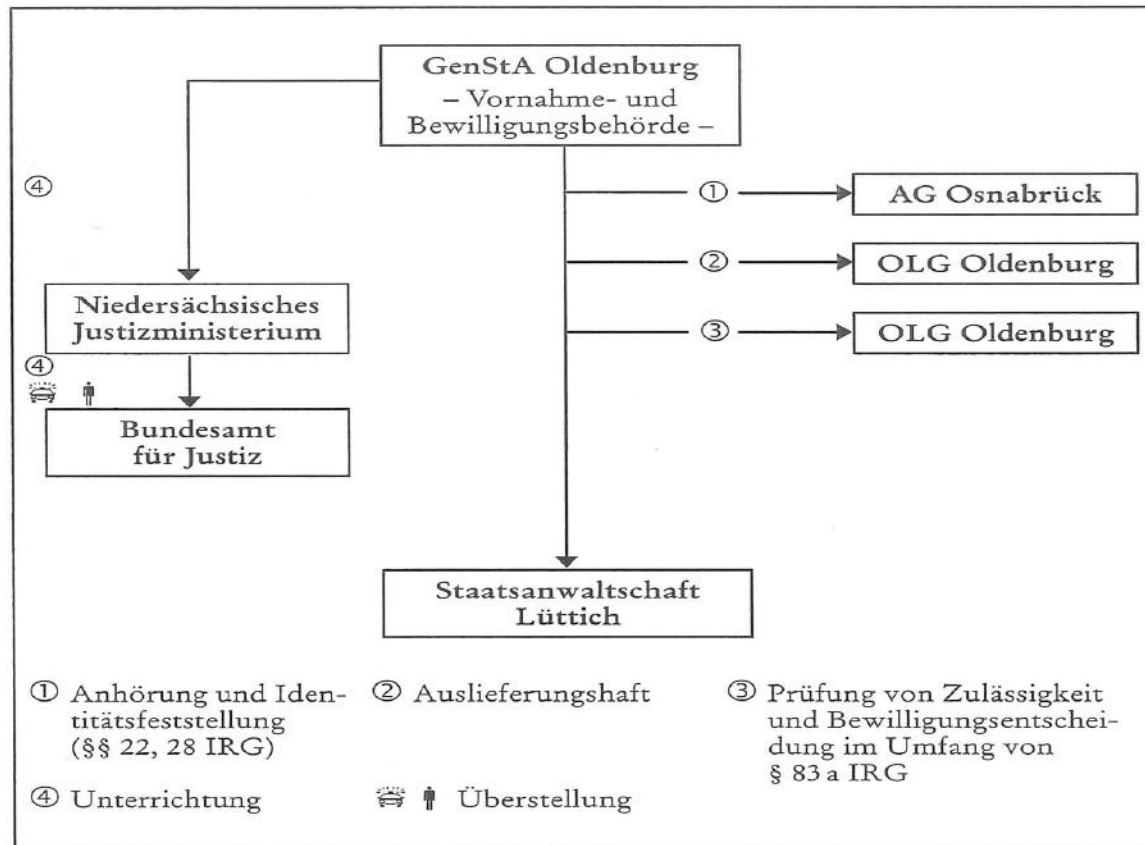 GenStA Oldenburg
– Vornahme- und
Bewilligungsbehörde –
④
① AG Osnabrück
② OLG Oldenburg
③ OLG Oldenburg
Niedersächsisches
Justizministerium
④
Bundesamt
für Justiz
Staatsanwaltschaft
Lüttich
① Anhörung und Iden-
titätsfeststellung
(§§ 22, 28 IRG)
② Auslieferungshaft
③ Prüfung von Zulässigkeit
und Bewilligungsentschei-
dung im Umfang von
§ 83 a IRG
④ Unterrichtung
Überstellung